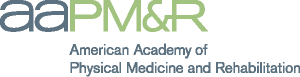 aaPM&R
American Academy of
Physical Medicine and Rehabilitation